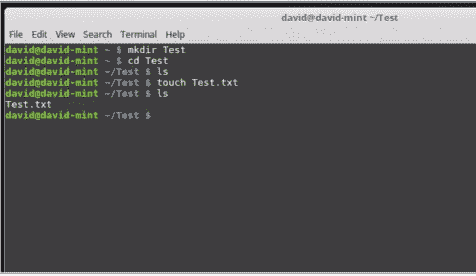 david@david-mint ~/Test
File Edit View Search Terminal Help
david@david-mint ~ $ mkdir Test
david@david-mint ~ $ cd Test
david@david-mint ~/Test $ ls
david@david-mint ~/Test $ touch Test.txt
david@david-mint ~/Test $ ls
Test.txt
david@david-mint ~/Test $